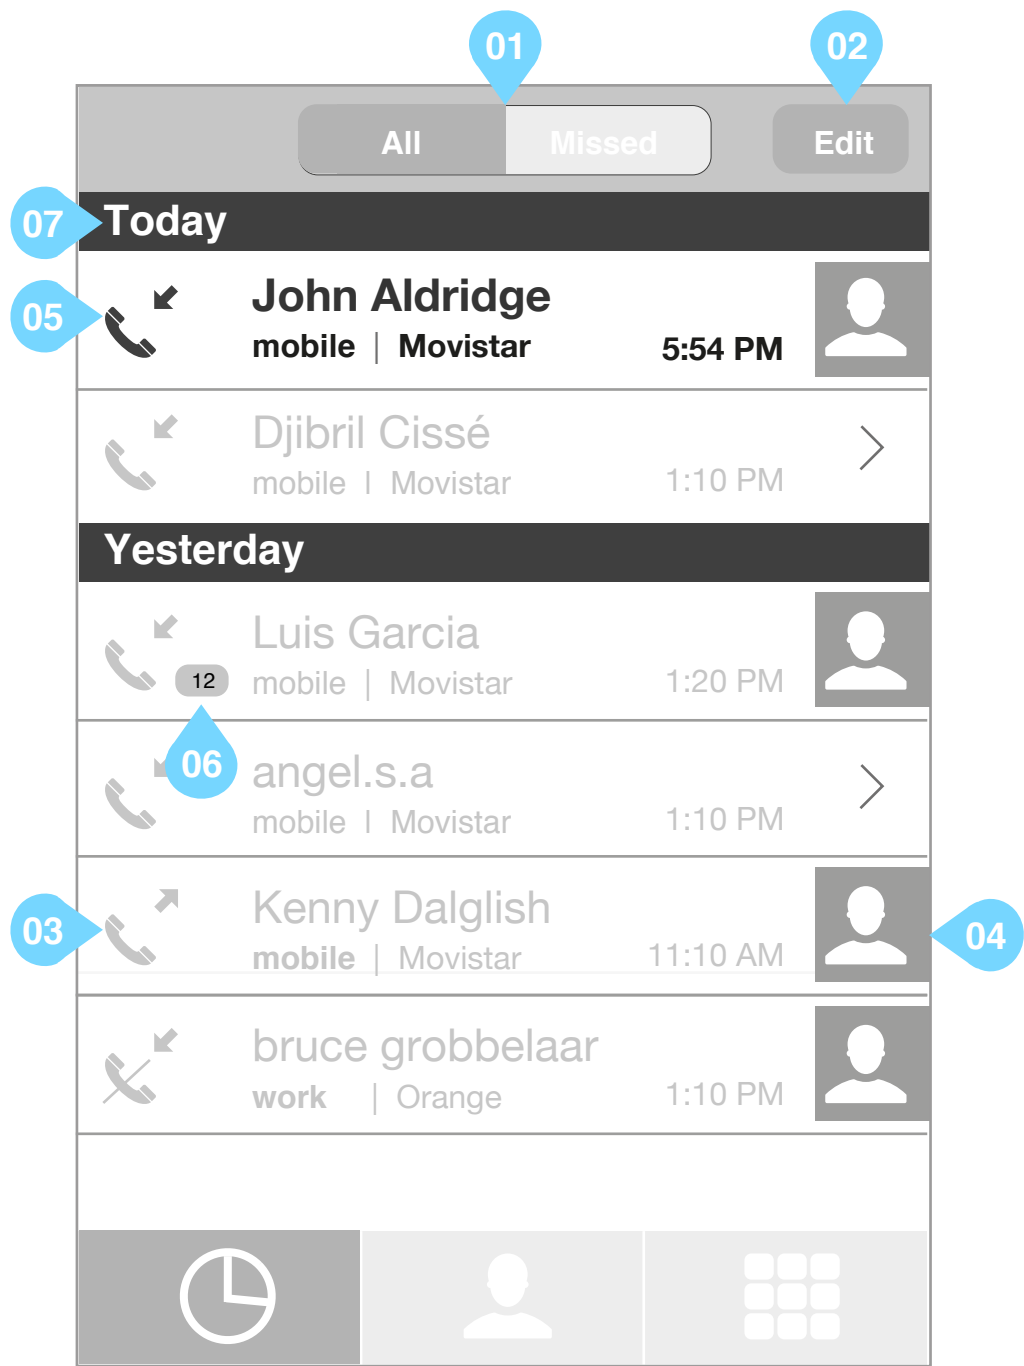 01
02
All
Missed
Edit
07
Today
05
John Aldridge
mobile | Movistar
5:54 PM
Djibril Cissé
mobile | Movistar
1:10 PM
Yesterday
Luis Garcia
12
mobile | Movistar
1:20 PM
06
angel.s.a
mobile | Movistar
1:10 PM
03
Kenny Dalglish
mobile | Movistar
11:10 AM
04
bruce grobbelaar
work | Orange
1:10 PM